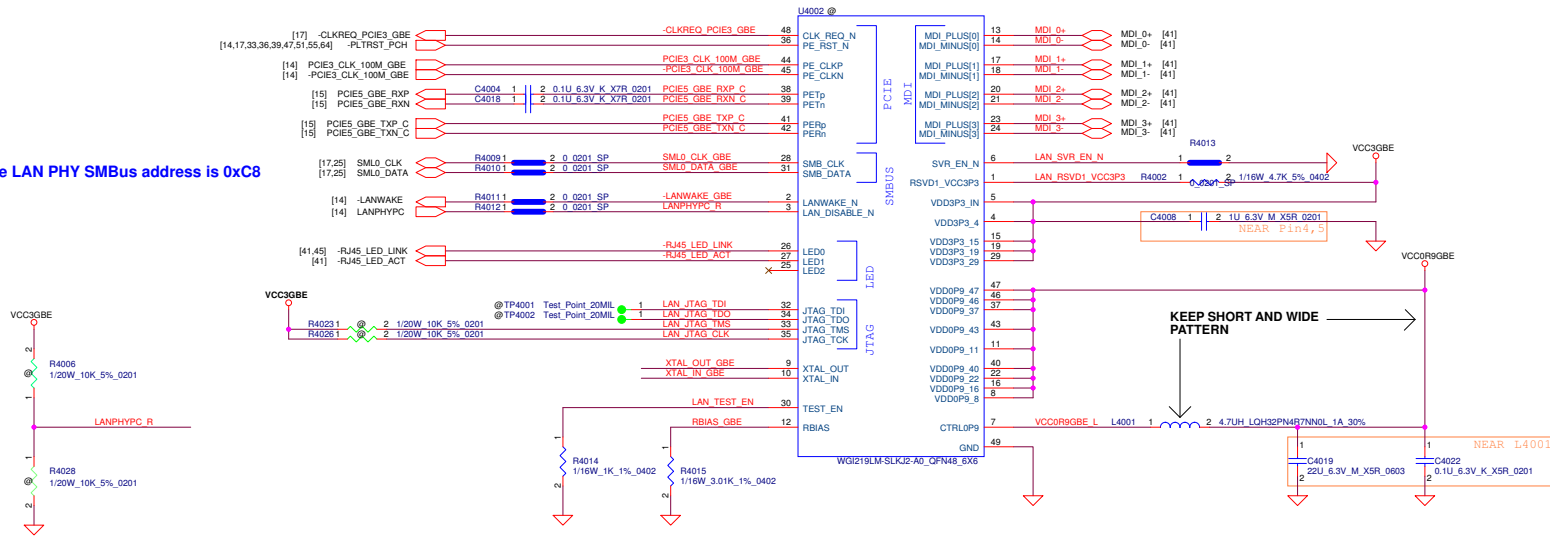 U4002 @
[17] -CLKREQ_PCIE3_GBE -CLKREQ_PCIE3_GBE 48 CLK_REQ_N
[14,17,33,36,39,47,51,55,64] -PLTRST_PCH 36 PE_RST_N
[14] PCIE3_CLK_100M_GBE PCIE3_CLK_100M_GBE 44 PE_CLKP
[14] -PCIE3_CLK_100M_GBE -PCIE3_CLK_100M_GBE 45 PE_CLKN
[15] PCIE5_GBE_RXP C4004 1 2 0.1U_6.3V_K_X7R_0201 PCIE5_GBE_RXP_C 38 PETp
[15] PCIE5_GBE_RXN C4018 1 2 0.1U_6.3V_K_X7R_0201 PCIE5_GBE_RXN_C 39 PETn
[15] PCIE5_GBE_TXP_C PCIE5_GBE_TXP_C 41 PERp
[15] PCIE5_GBE_TXN_C PCIE5_GBE_TXN_C 42 PERn
PCIE
MDI
MDI_PLUS[0] 13 MDI_0+ MDI_0+ [41]
MDI_MINUS[0] 14 MDI_0- MDI_0- [41]
MDI_PLUS[1] 17 MDI_1+ MDI_1+ [41]
MDI_MINUS[1] 18 MDI_1- MDI_1- [41]
MDI_PLUS[2] 20 MDI_2+ MDI_2+ [41]
MDI_MINUS[2] 21 MDI_2- MDI_2- [41]
MDI_PLUS[3] 23 MDI_3+ MDI_3+ [41]
MDI_MINUS[3] 24 MDI_3- MDI_3- [41]
e LAN PHY SMBus address is 0xC8
[17,25] SML0_CLK R4009 1 2 0_0201_SP SML0_CLK_GBE 28 SMB_CLK
[17,25] SML0_DATA R4010 1 2 0_0201_SP SML0_DATA_GBE 31 SMB_DATA
SMBUS
[14] -LANWAKE R4011 1 2 0_0201_SP -LANWAKE_GBE 2 LANWAKE_N
[14] LANPHYPC R4012 1 2 0_0201_SP LANPHYPC_R 3 LAN_DISABLE_N
SVR_EN_N 6 LAN_SVR_EN_N R4013 1 2 0_0201_SP
VCC3GBE
RSVD1_VCC3P3 1 LAN_RSVD1_VCC3P3 R4002 1 2 1/16W_4.7K_5%_0402
VDD3P3_IN 5
VDD3P3_4 4 C4008 1 2 1U_6.3V_M_X5R_0201
NEAR Pin4,5
VDD3P3_15 15
VDD3P3_19 19
VDD3P3_29 29
[41,45] -RJ45_LED_LINK -RJ45_LED_LINK 26 LED0
[41] -RJ45_LED_ACT -RJ45_LED_ACT 27 LED1
25 LED2
LED
VCC0R9GBE
VDD0P9_47 47
VDD0P9_46 46
VDD0P9_37 37
VDD0P9_43 43
VDD0P9_11 11
VDD0P9_40 40
VDD0P9_22 22
VDD0P9_16 16
VDD0P9_8 8
KEEP SHORT AND WIDE
PATTERN
VCC3GBE
@ TP4001 Test_Point_20MIL 1 LAN_JTAG_TDI 32 JTAG_TDI
@ TP4002 Test_Point_20MIL 1 LAN_JTAG_TDO 34 JTAG_TDO
R4023 1 @ 2 1/20W_10K_5%_0201 LAN_JTAG_TMS 33 JTAG_TMS
R4026 1 @ 2 1/20W_10K_5%_0201 LAN_JTAG_CLK 35 JTAG_TCK
JTAG
XTAL_OUT_GBE 9 XTAL_OUT
XTAL_IN_GBE 10 XTAL_IN
LAN_TEST_EN 30 TEST_EN
RBIAS_GBE 12 RBIAS
CTRL0P9 7 VCC0R9GBE_L L4001 1 2 4.7UH_LQH32PN4R7NN0L_1A_30%
GND 49
WGI219LM-SLKJ2-A0_QFN48_6X6
1 R4014
1/16W_1K_1%_0402
2
1 R4015
1/16W_3.01K_1%_0402
2
NEAR L4001
1 C4019
22U_6.3V_M_X5R_0603
2
1 C4022
0.1U_6.3V_K_X5R_0201
2
VCC3GBE
2
@ R4006
1/20W_10K_5%_0201
1
LANPHYPC_R
1
@ R4028
1/20W_10K_5%_0201
2